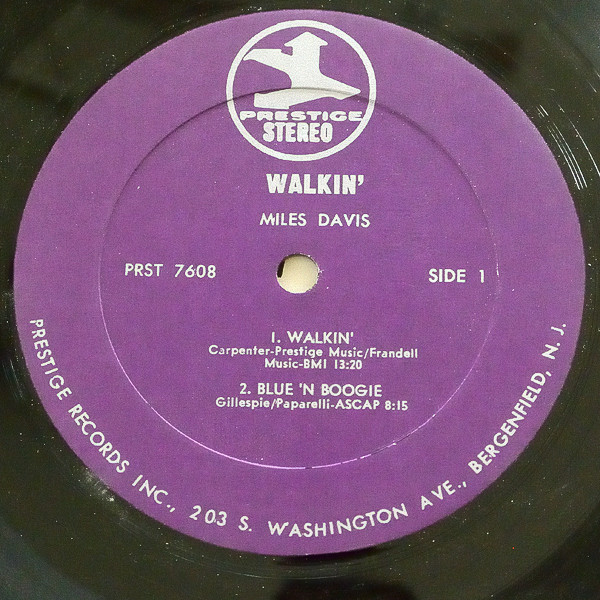 PRESTIGE
STEREO
WALKIN'
MILES DAVIS
PRST 7608
SIDE 1
1. WALKIN'
Carpenter-Prestige Music/Frandell
Music-BMI 13:20
2. BLUE 'N BOOGIE
Gillespie/Paparelli-ASCAP 8:15
PRESTIGE RECORDS INC., 203 S. WASHINGTON AVE., BERGENFIELD, N.J.